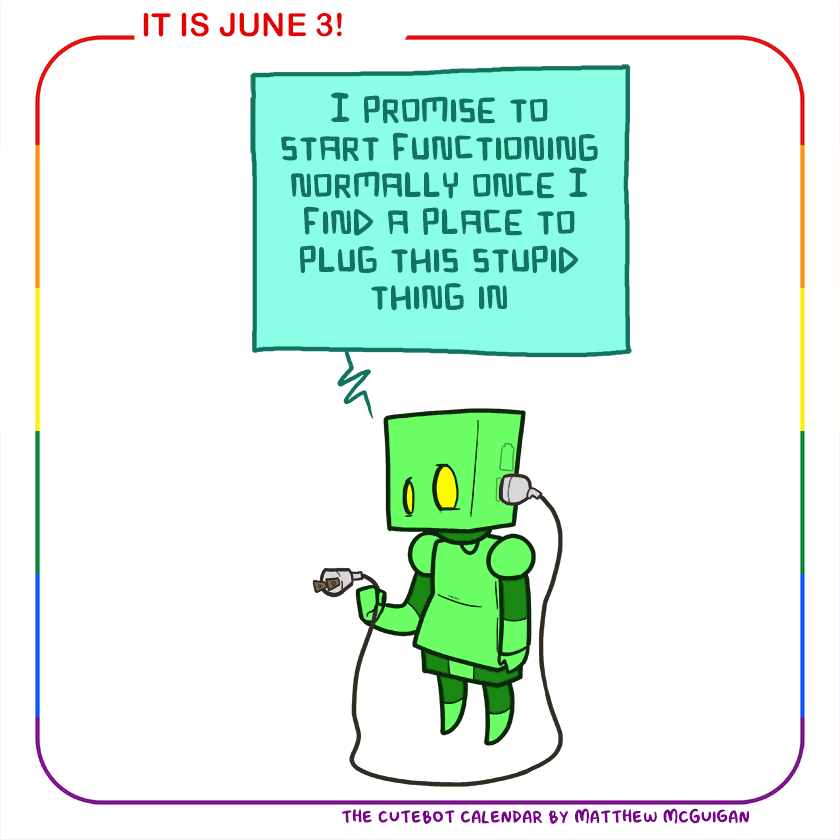 IT IS JUNE 3!
I PROMISE TO
START FUNCTIONING
NORMALLY ONCE I
FIND A PLACE TO
PLUG THIS STUPID
THING IN
THE CUTEBOT CALENDAR BY MATTHEW MCGUIGAN